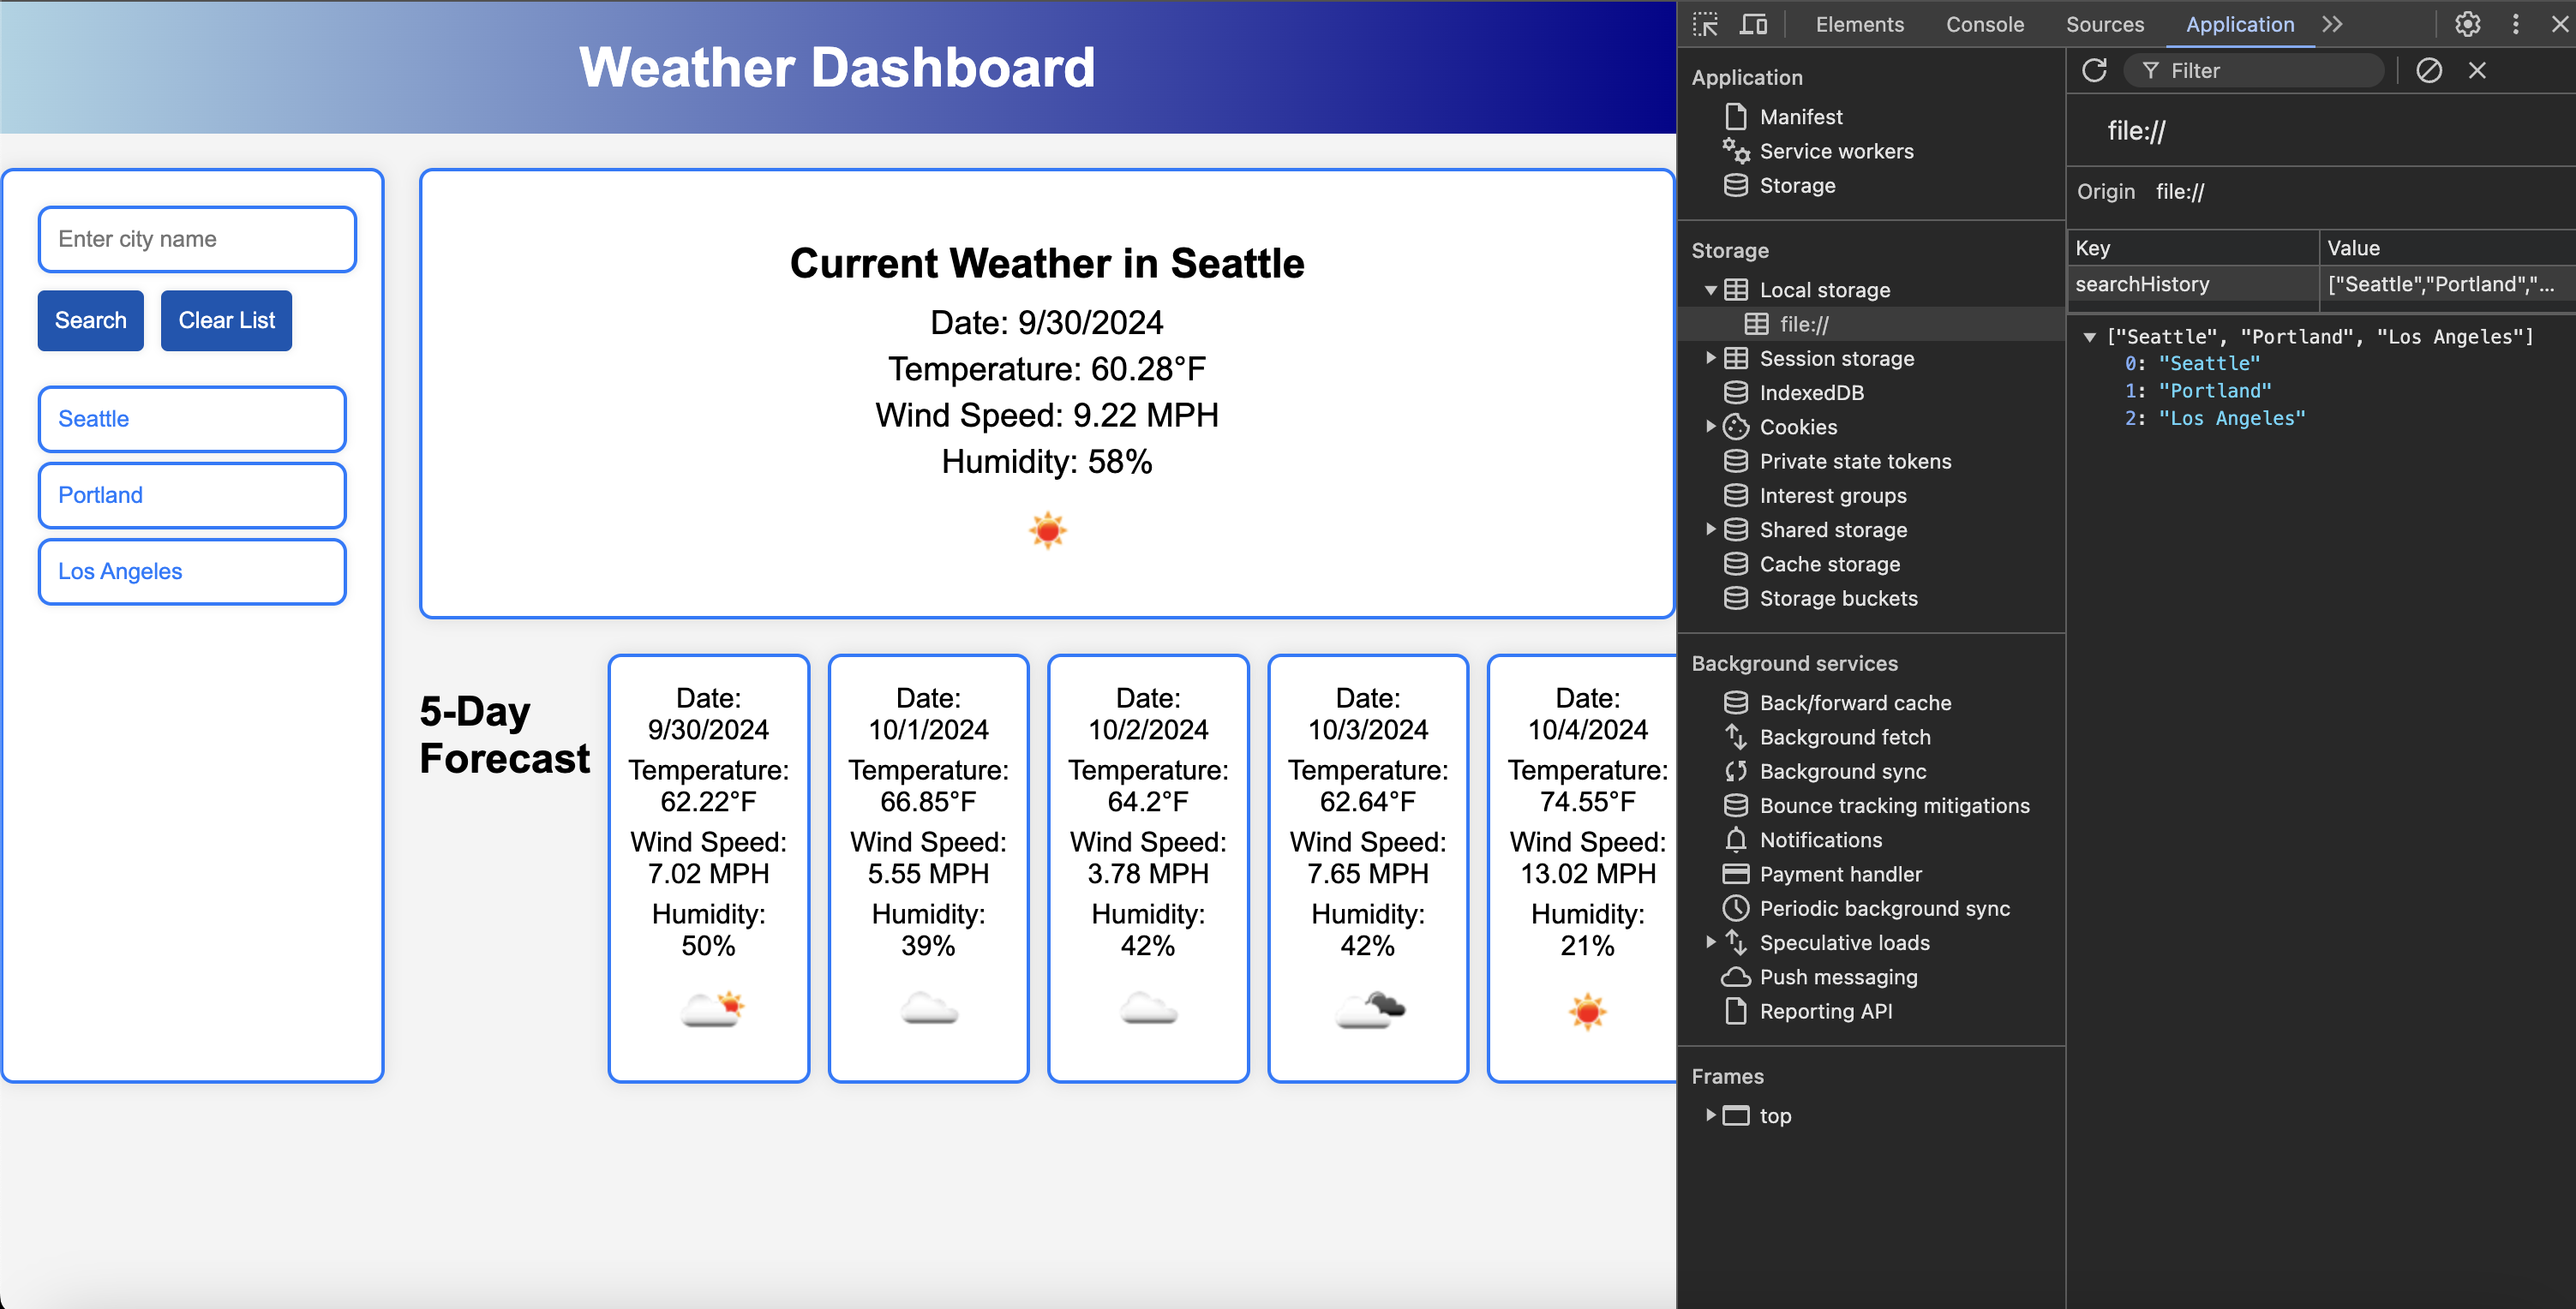 Weather Dashboard
Enter city name
Search
Clear List
Seattle
Portland
Los Angeles
Current Weather in Seattle
Date: 9/30/2024
Temperature: 60.28°F
Wind Speed: 9.22 MPH
Humidity: 58%
5-Day
Forecast
Date:
9/30/2024
Temperature:
62.22°F
Wind Speed:
7.02 MPH
Humidity:
50%
Date:
10/1/2024
Temperature:
66.85°F
Wind Speed:
5.55 MPH
Humidity:
39%
Date:
10/2/2024
Temperature:
64.2°F
Wind Speed:
3.78 MPH
Humidity:
42%
Date:
10/3/2024
Temperature:
62.64°F
Wind Speed:
7.65 MPH
Humidity:
42%
Date:
10/4/2024
Temperature:
74.55°F
Wind Speed:
13.02 MPH
Humidity:
21%
Elements
Console
Sources
Application
Application
Manifest
Service workers
Storage
Storage
Local storage
file://
Session storage
IndexedDB
Cookies
Private state tokens
Interest groups
Shared storage
Cache storage
Storage buckets
Background services
Back/forward cache
Background fetch
Background sync
Bounce tracking mitigations
Notifications
Payment handler
Periodic background sync
Speculative loads
Push messaging
Reporting API
Frames
top
Filter
file://
Origin file://
Key Value
searchHistory ["Seattle","Portland","...
["Seattle", "Portland", "Los Angeles"]
0: "Seattle"
1: "Portland"
2: "Los Angeles"